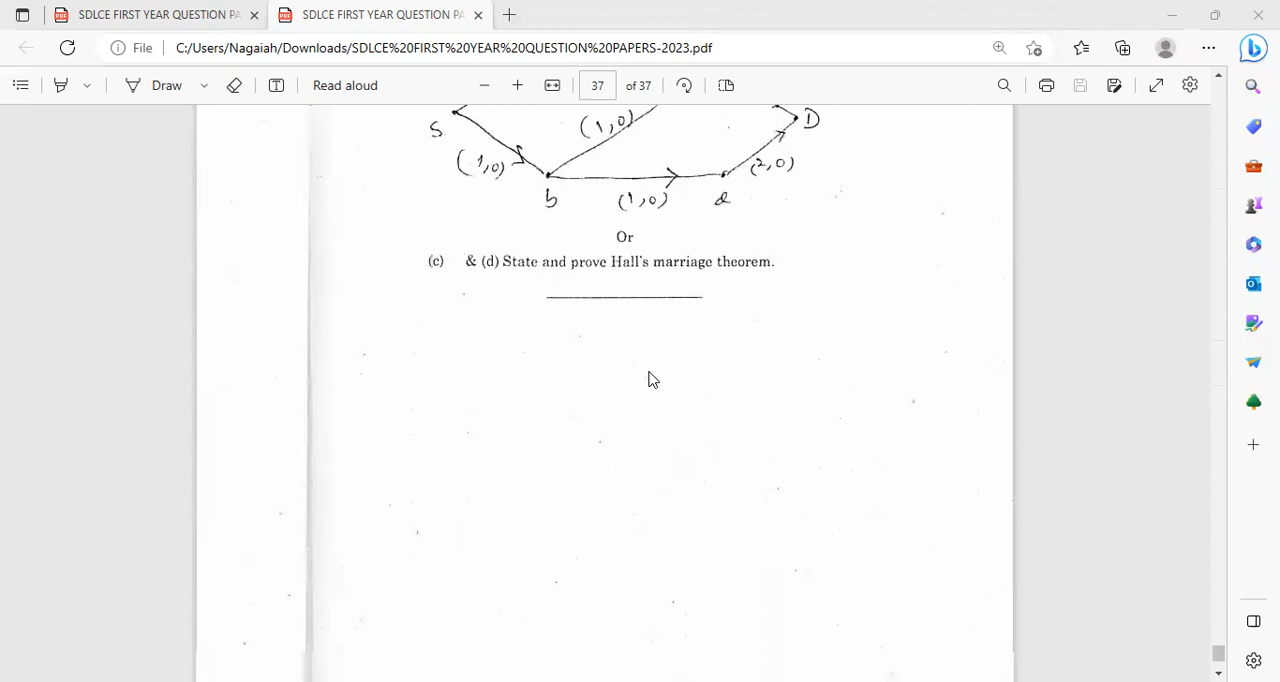 SDLCE FIRST YEAR QUESTION PA
SDLCE FIRST YEAR QUESTION PA
File
C:/Users/Nagaiah/Downloads/SDLCE%20FIRST%20YEAR%20QUESTION%20PAPERS-2023.pdf
Draw
Read aloud
37
of 37
S
(1,0)
D
(1,0)
(2,0)
b
(1,0)
d
Or
(c) & (d) State and prove Hall's marriage theorem.